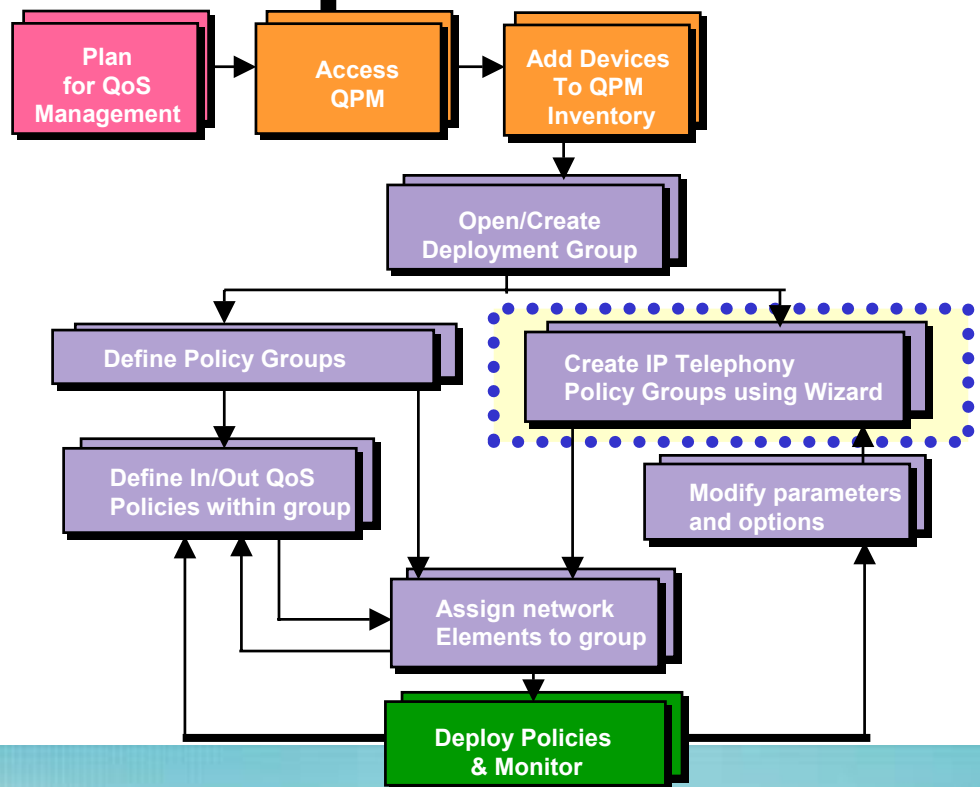 Plan
for QoS
Management
Access
QPM
Add Devices
To QPM
Inventory
Open/Create
Deployment Group
Define Policy Groups
Create IP Telephony
Policy Groups using Wizard
Define In/Out QoS
Policies within group
Modify parameters
and options
Assign network
Elements to group
Deploy Policies
& Monitor